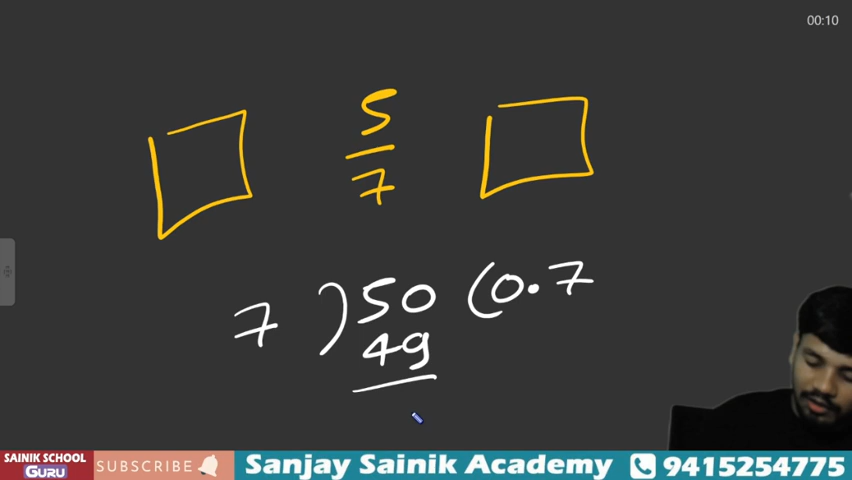 00:10
5
7
7 ) 50 ( 0.7
49
SAINIK SCHOOL
GURU
SUBSCRIBE
Sanjay Sainik Academy
9415254775